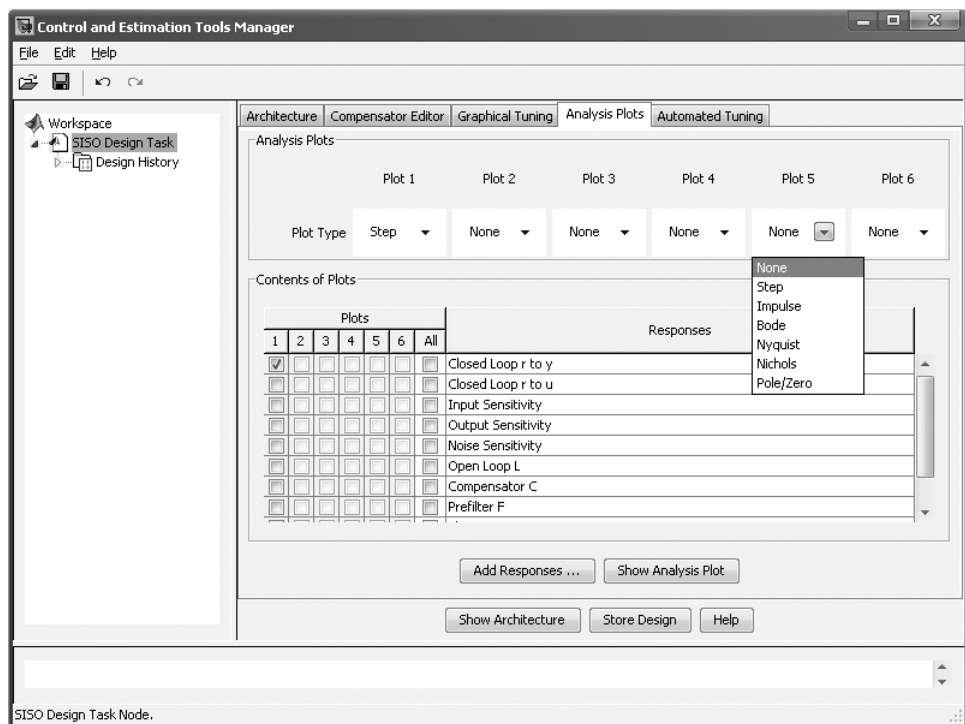 Control and Estimation Tools Manager
File Edit Help
Workspace
SISO Design Task
Design History
Architecture Compensator Editor Graphical Tuning Analysis Plots Automated Tuning
Analysis Plots
Plot 1 Plot 2 Plot 3 Plot 4 Plot 5 Plot 6
Plot Type Step None None None None None
None
Step
Impulse
Bode
Nyquist
Nichols
Pole/Zero
Contents of Plots
Plots
Responses
1 2 3 4 5 6 All
Closed Loop r to y
Closed Loop r to u
Input Sensitivity
Output Sensitivity
Noise Sensitivity
Open Loop L
Compensator C
Prefilter F
Add Responses ... Show Analysis Plot
Show Architecture Store Design Help
SISO Design Task Node.